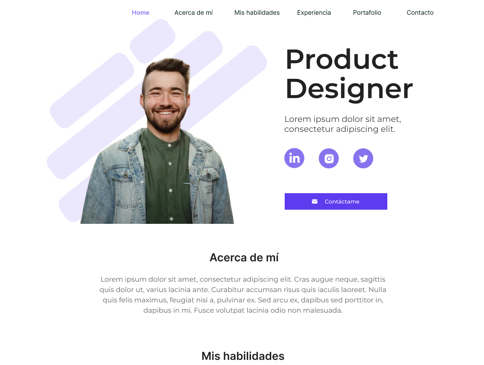 Home Acerca de mí Mis habilidades Experiencia Portafolio Contacto
Product
Designer
Lorem ipsum dolor sit amet,
consectetur adipiscing elit.
in
Contáctame
Acerca de mí
Lorem ipsum dolor sit amet, consectetur adipiscing elit. Cras augue neque, sagittis
quis dolor ut, varius lacinia ante. Curabitur accumsan risus quis iaculis laoreet. Nulla
quis felis maximus, feugiat nisi a, pulvinar ex. Sed arcu ex, dapibus sed porttitor in,
dapibus in mi. Fusce volutpat lacinia odio non malesuada.
Mis habilidades